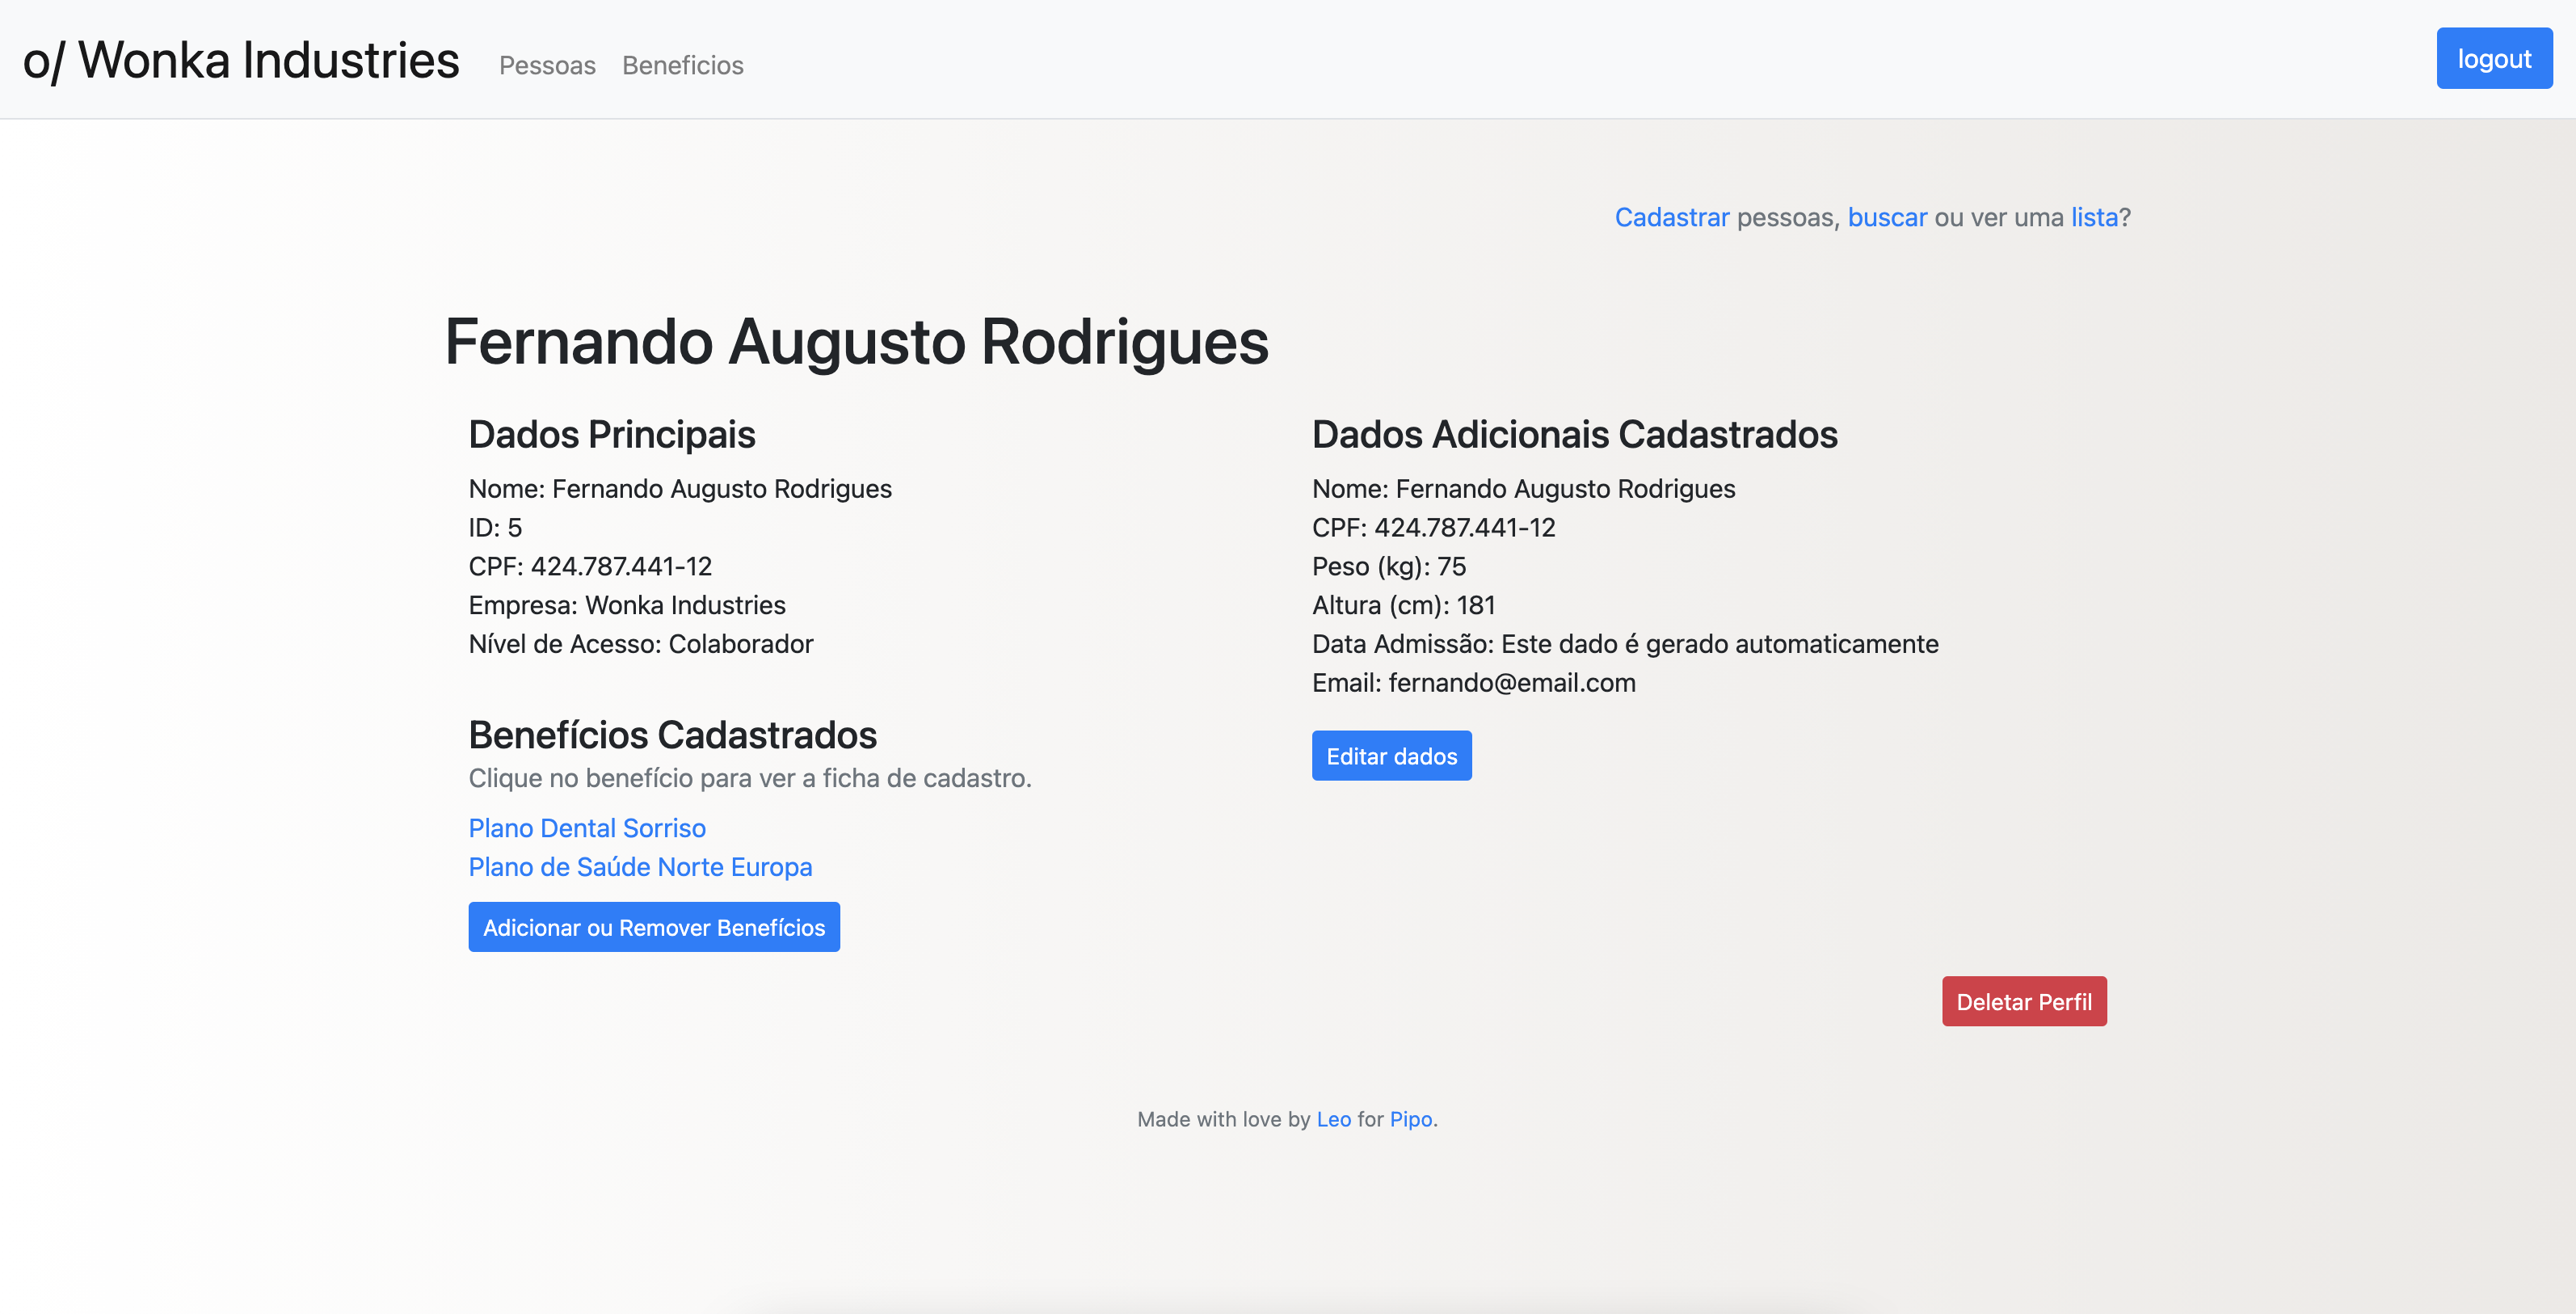 o/ Wonka Industries Pessoas Beneficios logout
Cadastrar pessoas, buscar ou ver uma lista?
Fernando Augusto Rodrigues
Dados Principais
Nome: Fernando Augusto Rodrigues
ID: 5
CPF: 424.787.441-12
Empresa: Wonka Industries
Nível de Acesso: Colaborador
Benefícios Cadastrados
Clique no benefício para ver a ficha de cadastro.
Plano Dental Sorriso
Plano de Saúde Norte Europa
Adicionar ou Remover Benefícios
Dados Adicionais Cadastrados
Nome: Fernando Augusto Rodrigues
CPF: 424.787.441-12
Peso (kg): 75
Altura (cm): 181
Data Admissão: Este dado é gerado automaticamente
Email: fernando@email.com
Editar dados
Deletar Perfil
Made with love by Leo for Pipo.